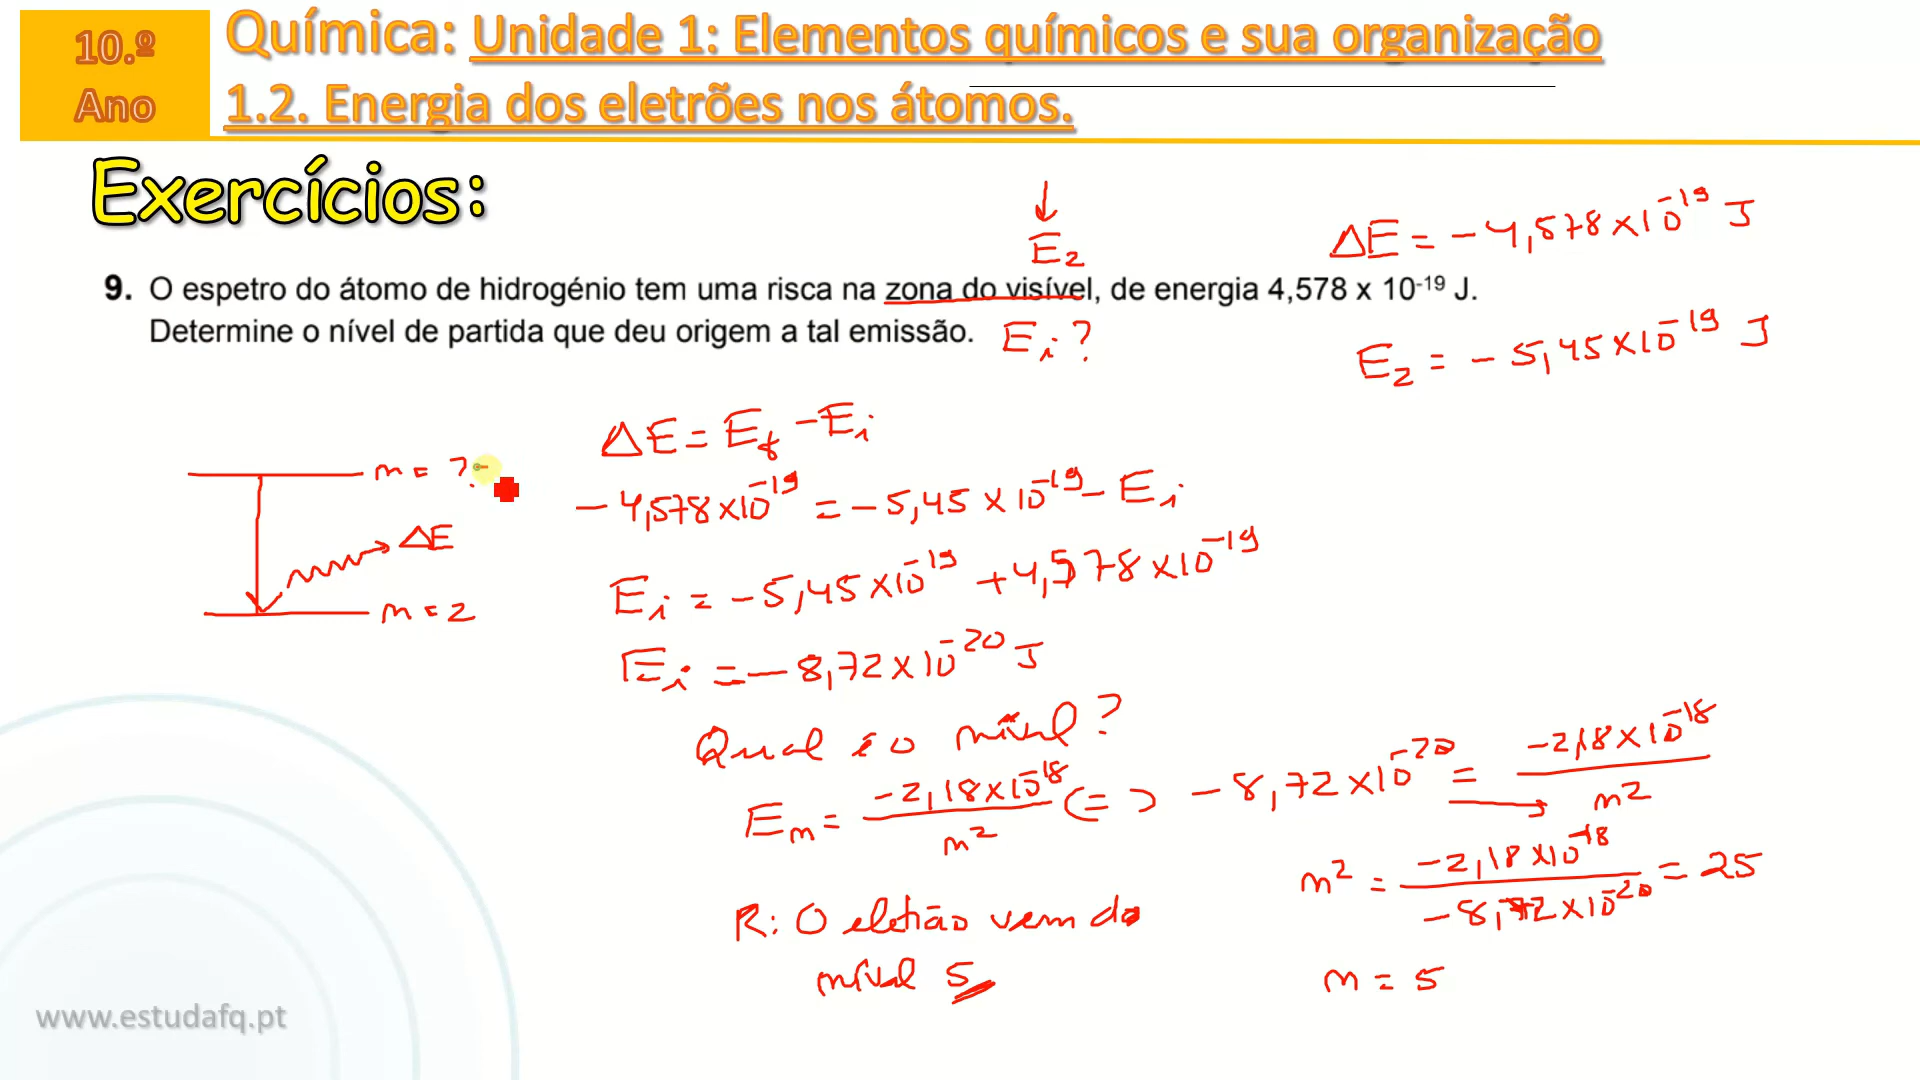 10.º
Ano
Química: Unidade 1: Elementos químicos e sua organização
1.2. Energia dos eletrões nos átomos.
Exercícios:
E₂
ΔE = -4,578×10⁻¹⁹ J
9. O espetro do átomo de hidrogénio tem uma risca na zona do visível, de energia 4,578 x 10⁻¹⁹ J.
Determine o nível de partida que deu origem a tal emissão.
Ei?
E₂ = -5,45×10⁻¹⁹ J
n = ?
ΔE
n = 2
ΔE = Ef - Ei
-4,578×10⁻¹⁹ = -5,45×10⁻¹⁹ - Ei
Ei = -5,45×10⁻¹⁹ + 4,578×10⁻¹⁹
Ei = -8,72×10⁻²⁰ J
Qual é o nível?
En = -2,18×10⁻¹⁸ / n² (=) -8,72×10⁻²⁰ = -2,18×10⁻¹⁸ / n²
n² = -2,18×10⁻¹⁸ / -8,72×10⁻²⁰ = 25
n = 5
R: O eletrão vem do
nível 5
www.estudafq.pt